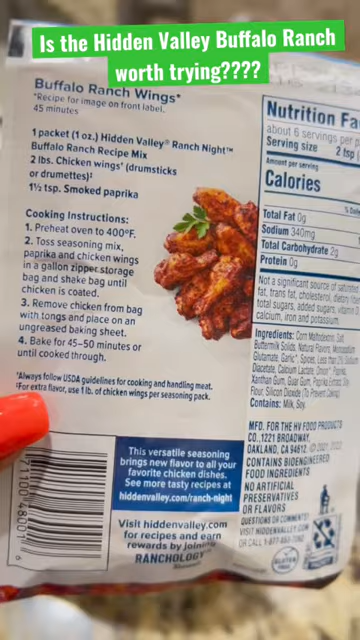 Is the Hidden Valley Buffalo Ranch
worth trying????
Buffalo Ranch Wings*
*Recipe for image on front label.
45 minutes
1 packet (1 oz.) Hidden Valley® Ranch Night™
Buffalo Ranch Recipe Mix
2 lbs. Chicken wings† (drumsticks
or drumettes)‡
1½ tsp. Smoked paprika
Cooking Instructions:
1. Preheat oven to 400°F.
2. Toss seasoning mix,
paprika and chicken wings
in a gallon zipper storage
bag and shake bag until
chicken is coated.
3. Remove chicken from bag
with tongs and place on an
ungreased baking sheet.
4. Bake for 45–50 minutes or
until cooked through.
†Always follow USDA guidelines for cooking and handling meat.
‡For extra flavor, use 1 lb. of chicken wings per seasoning pack.
This versatile seasoning
brings new flavor to all your
favorite chicken dishes.
See more tasty recipes at
hiddenvalley.com/ranch-night
Visit hiddenvalley.com
for recipes and earn
rewards by joining
RANCHOLOGY
Nutrition Fa
about 6 servings per
Serving size 2 tsp
Amount per serving
Calories
Total Fat 0g
Sodium 340mg
Total Carbohydrate 2g
Protein 0g
Not a significant source of saturated
fat, trans fat, cholesterol, dietary
total sugars, added sugars, vitamin
calcium, iron and potassium.
Ingredients: Corn Maltodextrin, Salt,
Buttermilk Solids, Natural Flavors, Monosodium
Glutamate, Garlic*, Spices, Less than 2%
Diacetate, Calcium Lactate, Onion*, Paprika,
Xanthan Gum, Guar Gum, Paprika Extract, Soy
Flour, Silicon Dioxide (To Prevent Caking).
Contains: Milk, Soy.
MFD. FOR THE HV FOOD PRODUCTS
CO., 1221 BROADWAY,
OAKLAND, CA 94612. © 2021, 2022
CONTAINS BIOENGINEERED
FOOD INGREDIENTS
NO ARTIFICIAL
PRESERVATIVES
OR FLAVORS
QUESTIONS OR COMMENTS?
VISIT HIDDENVALLEY.COM
OR CALL
GLUTEN
FREE